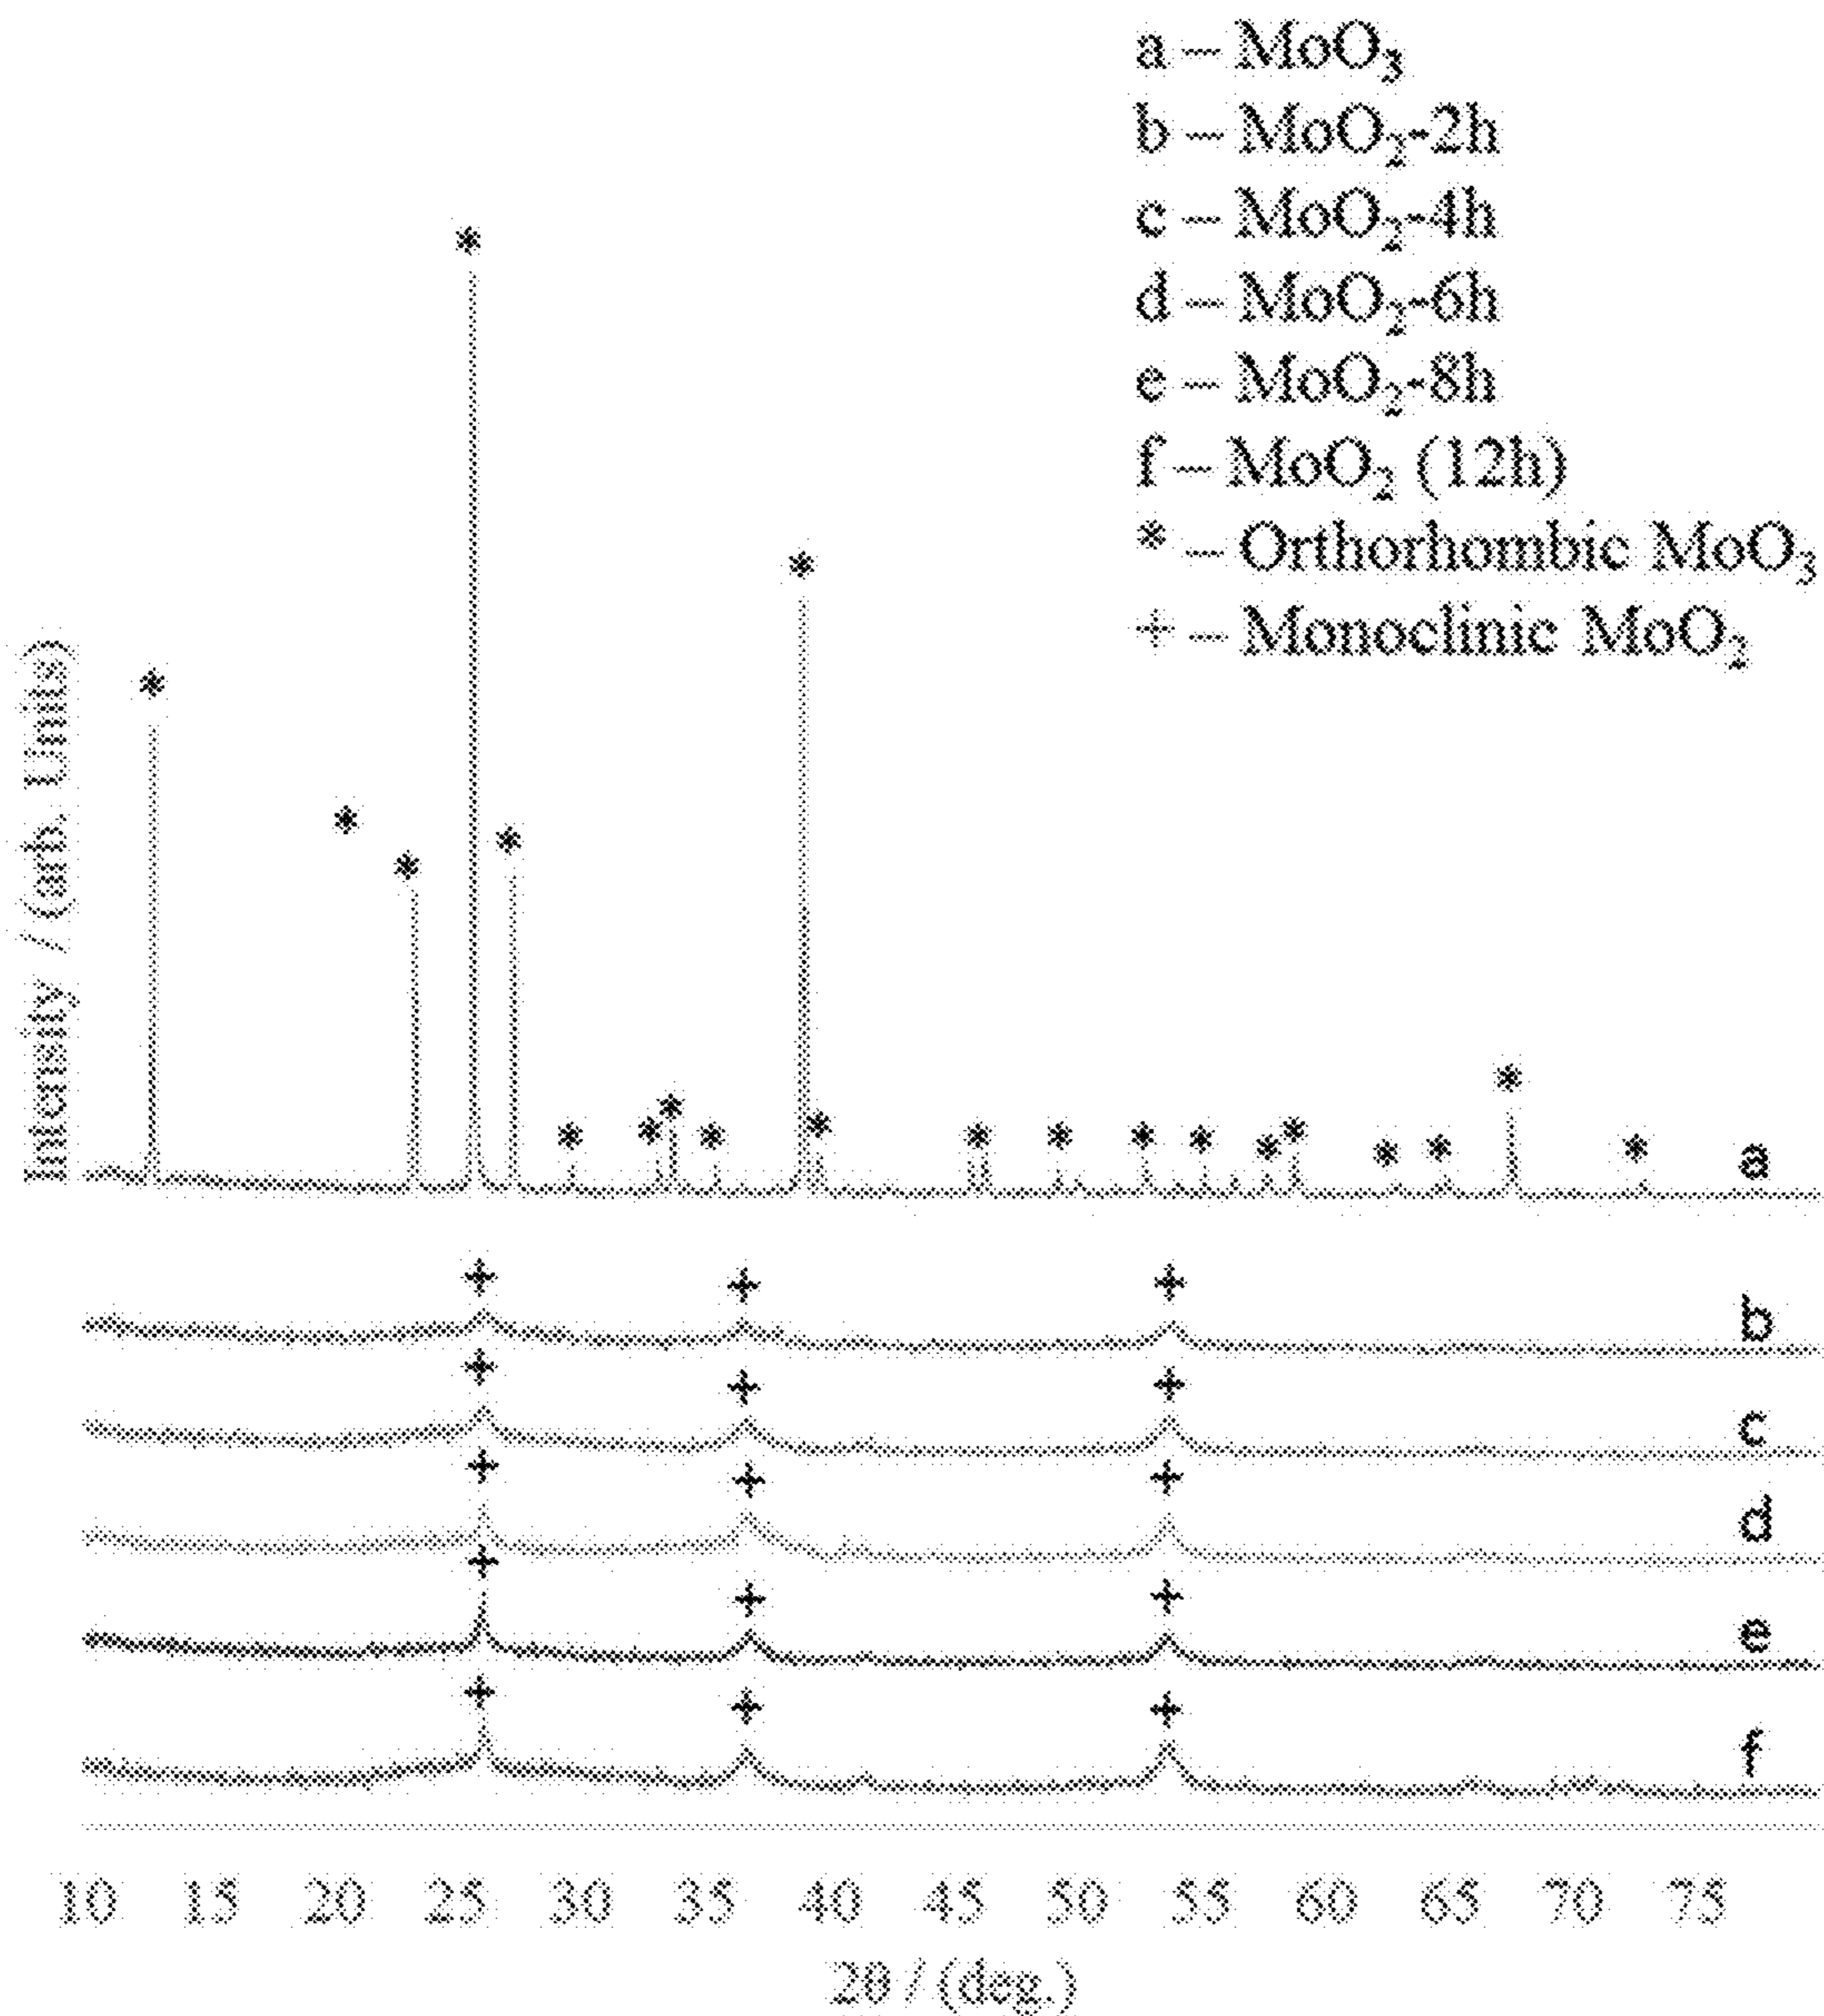 a – MoO₃
b – MoO₂-2h
c – MoO₂-4h
d – MoO₂-6h
e – MoO₂-8h
f – MoO₂ (12h)
* – Orthorhombic MoO₃
+ – Monoclinic MoO₂
Intensity / (arb. Units)
a
b
c
d
e
f
10 15 20 25 30 35 40 45 50 55 60 65 70 75
2θ / (deg.)